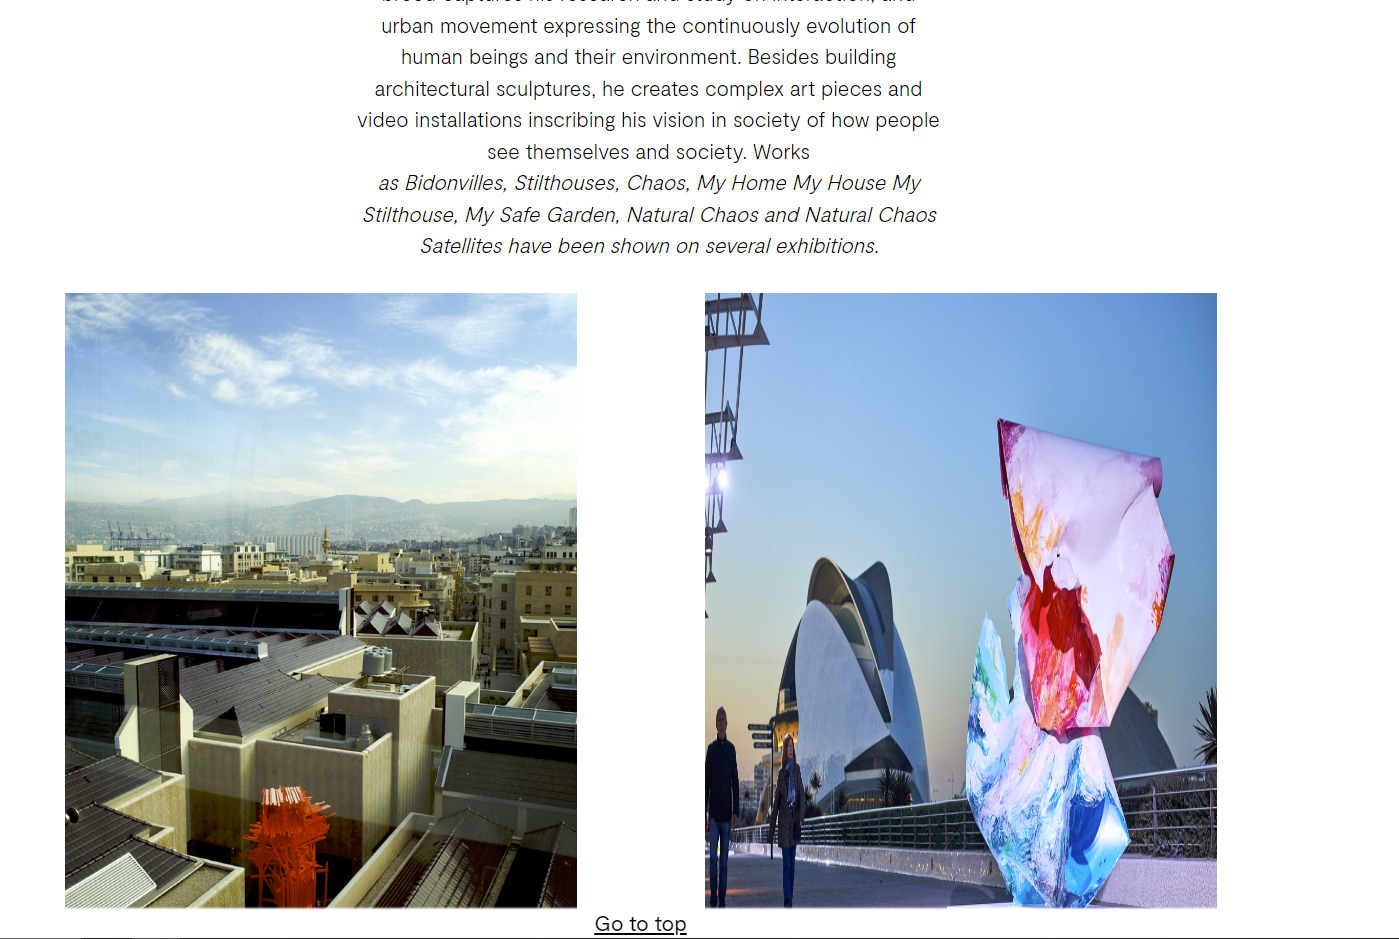 urban movement expressing the continuously evolution of
human beings and their environment. Besides building
architectural sculptures, he creates complex art pieces and
video installations inscribing his vision in society of how people
see themselves and society. Works
as Bidonvilles, Stilthouses, Chaos, My Home My House My
Stilthouse, My Safe Garden, Natural Chaos and Natural Chaos
Satellites have been shown on several exhibitions.
Go to top